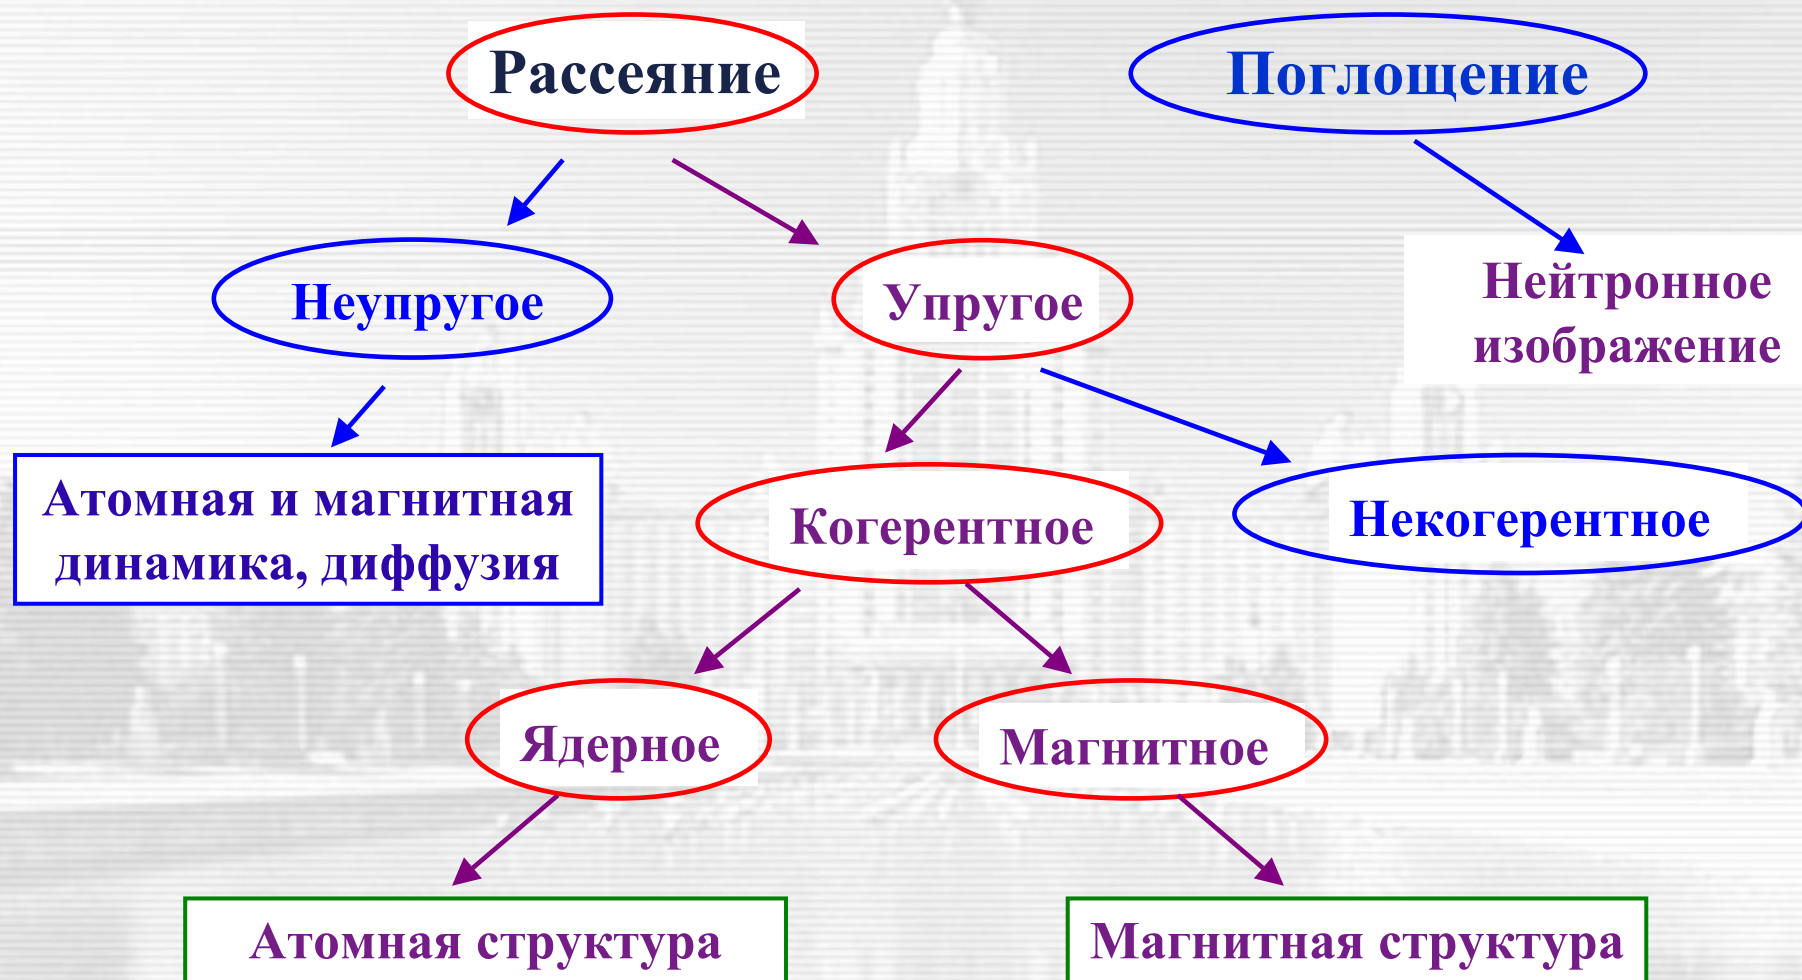 Рассеяние
Поглощение
Неупругое
Упругое
Нейтронное
изображение
Атомная и магнитная
динамика, диффузия
Когерентное
Некогерентное
Ядерное
Магнитное
Атомная структура
Магнитная структура